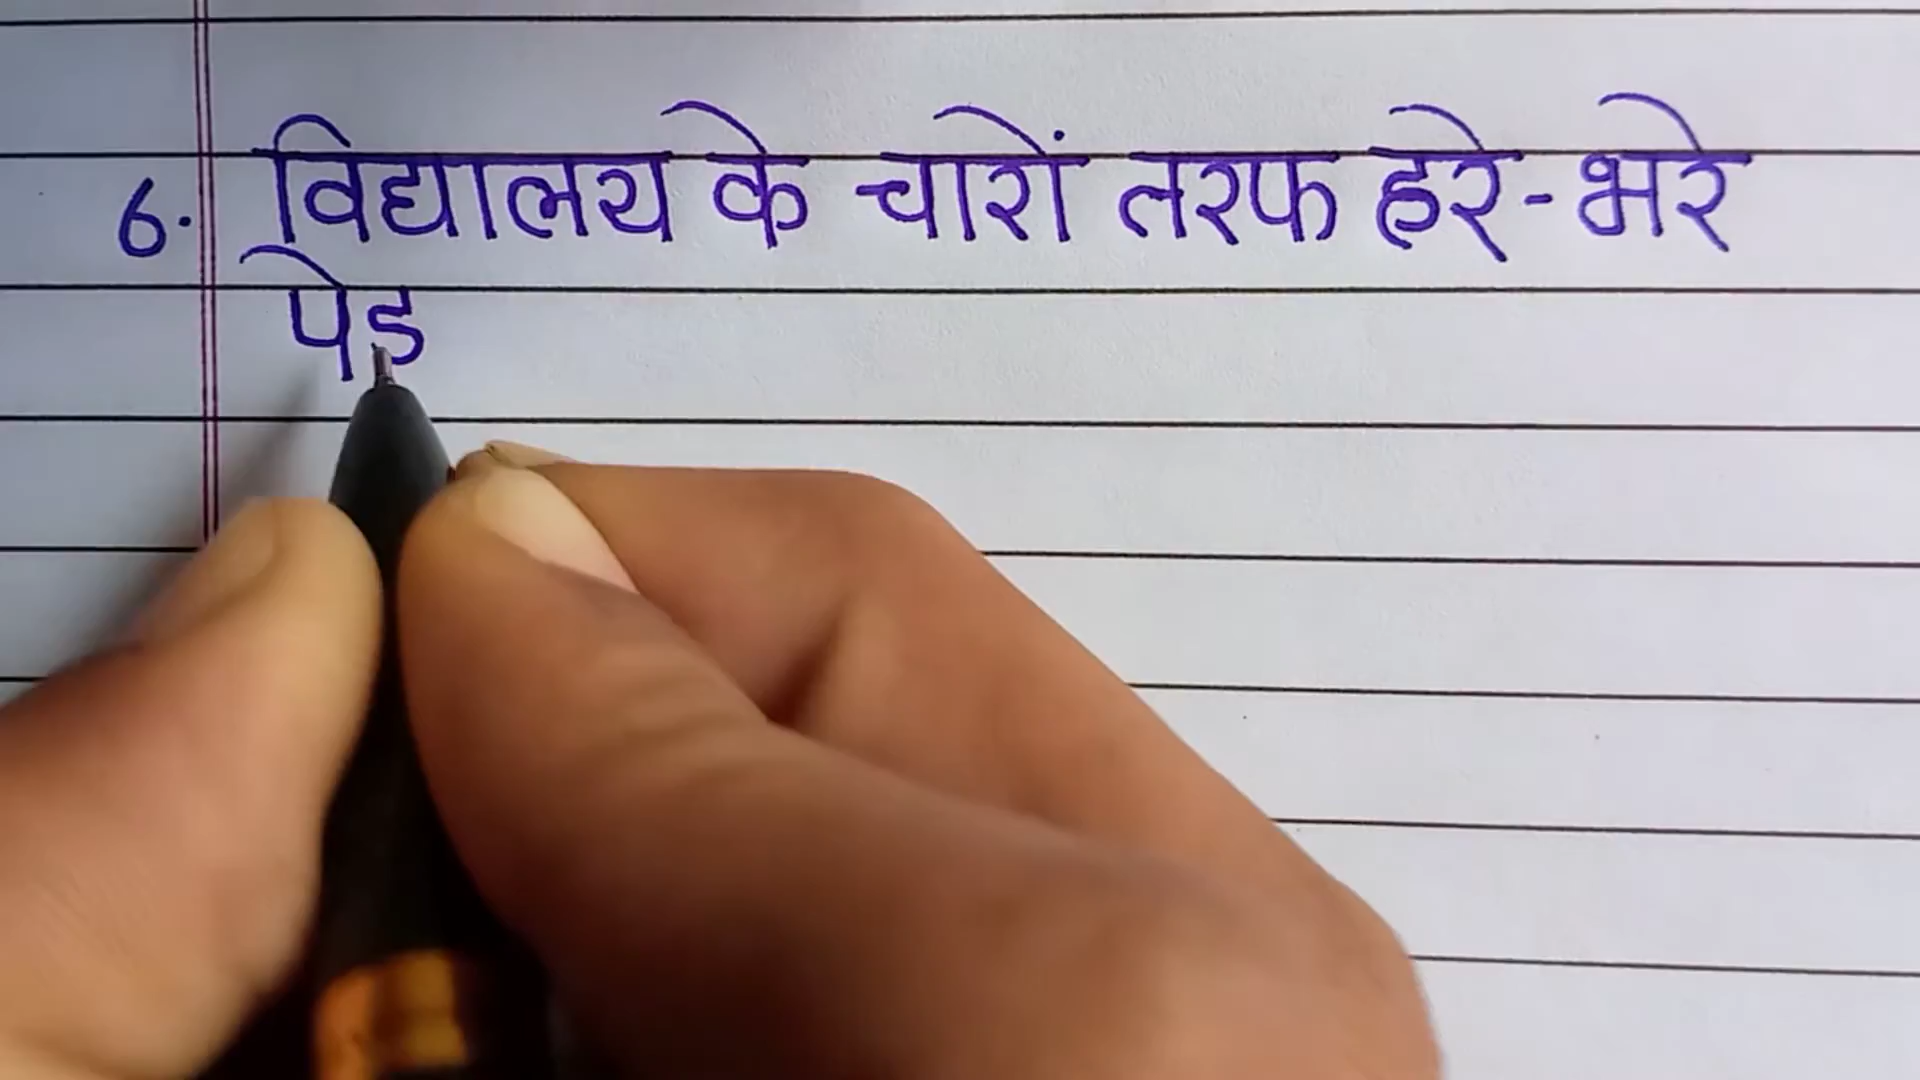 6. विद्यालय के चारों तरफ हरे-भरे
पेड